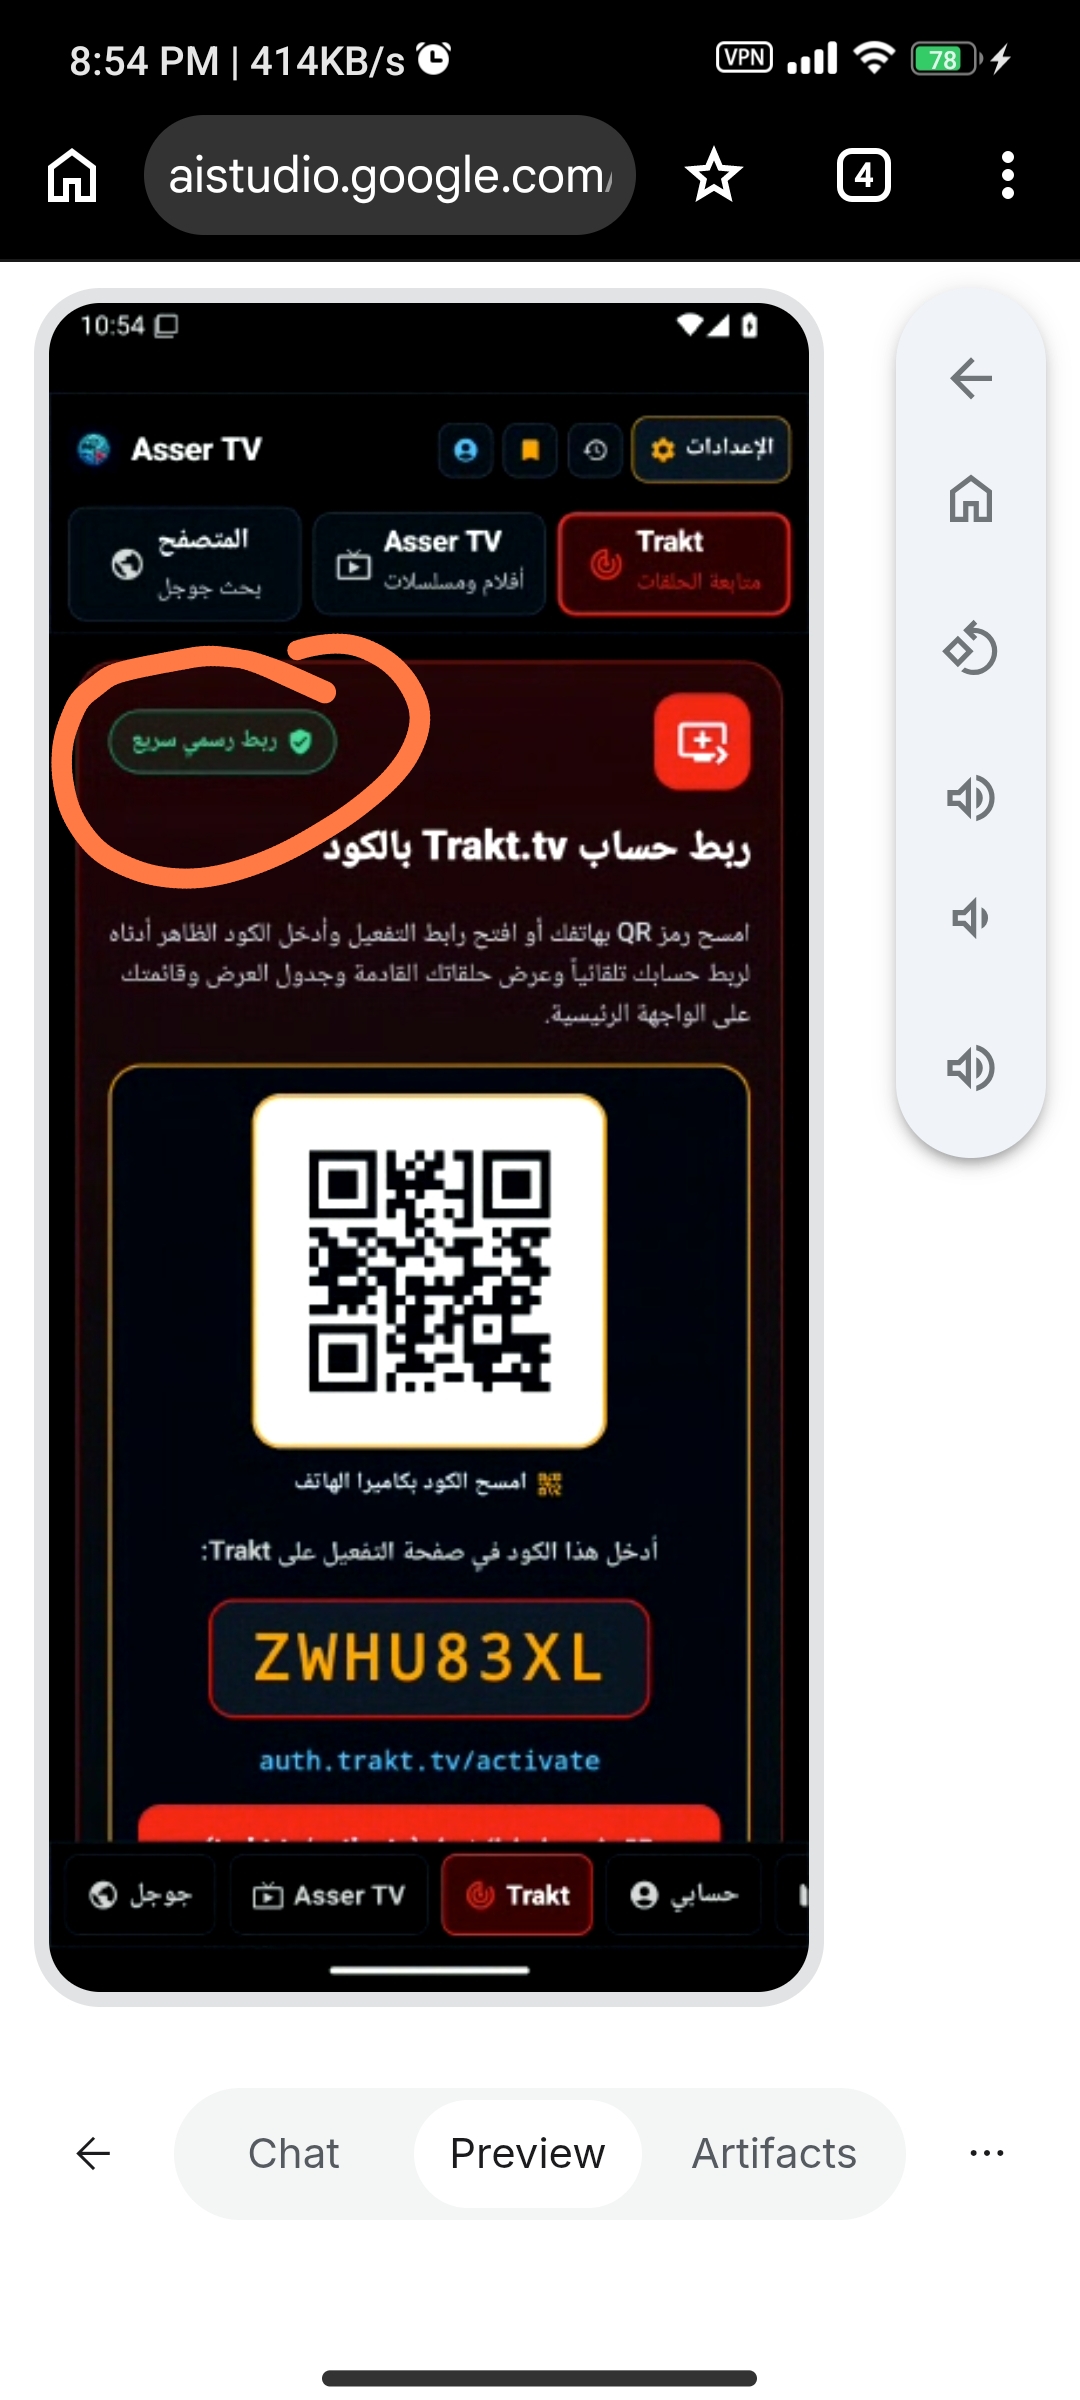 8:54 PM | 414KB/s
VPN
78
aistudio.google.com/
4
10:54
Asser TV
الإعدادات
المتصفح
بحث جوجل
Asser TV
أفلام ومسلسلات
Trakt
متابعة الحلقات
ربط رسمي سريع
ربط حساب Trakt.tv بالكود
امسح رمز QR بهاتفك أو افتح رابط التفعيل وأدخل الكود الظاهر أدناه
لربط حسابك تلقائياً وعرض حلقاتك القادمة وجدول العرض وقائمتك
على الواجهة الرئيسية.
امسح الكود بكاميرا الهاتف
أدخل هذا الكود في صفحة التفعيل على Trakt:
ZWHU83XL
auth.trakt.tv/activate
جوجل
Asser TV
Trakt
حسابي
Chat
Preview
Artifacts